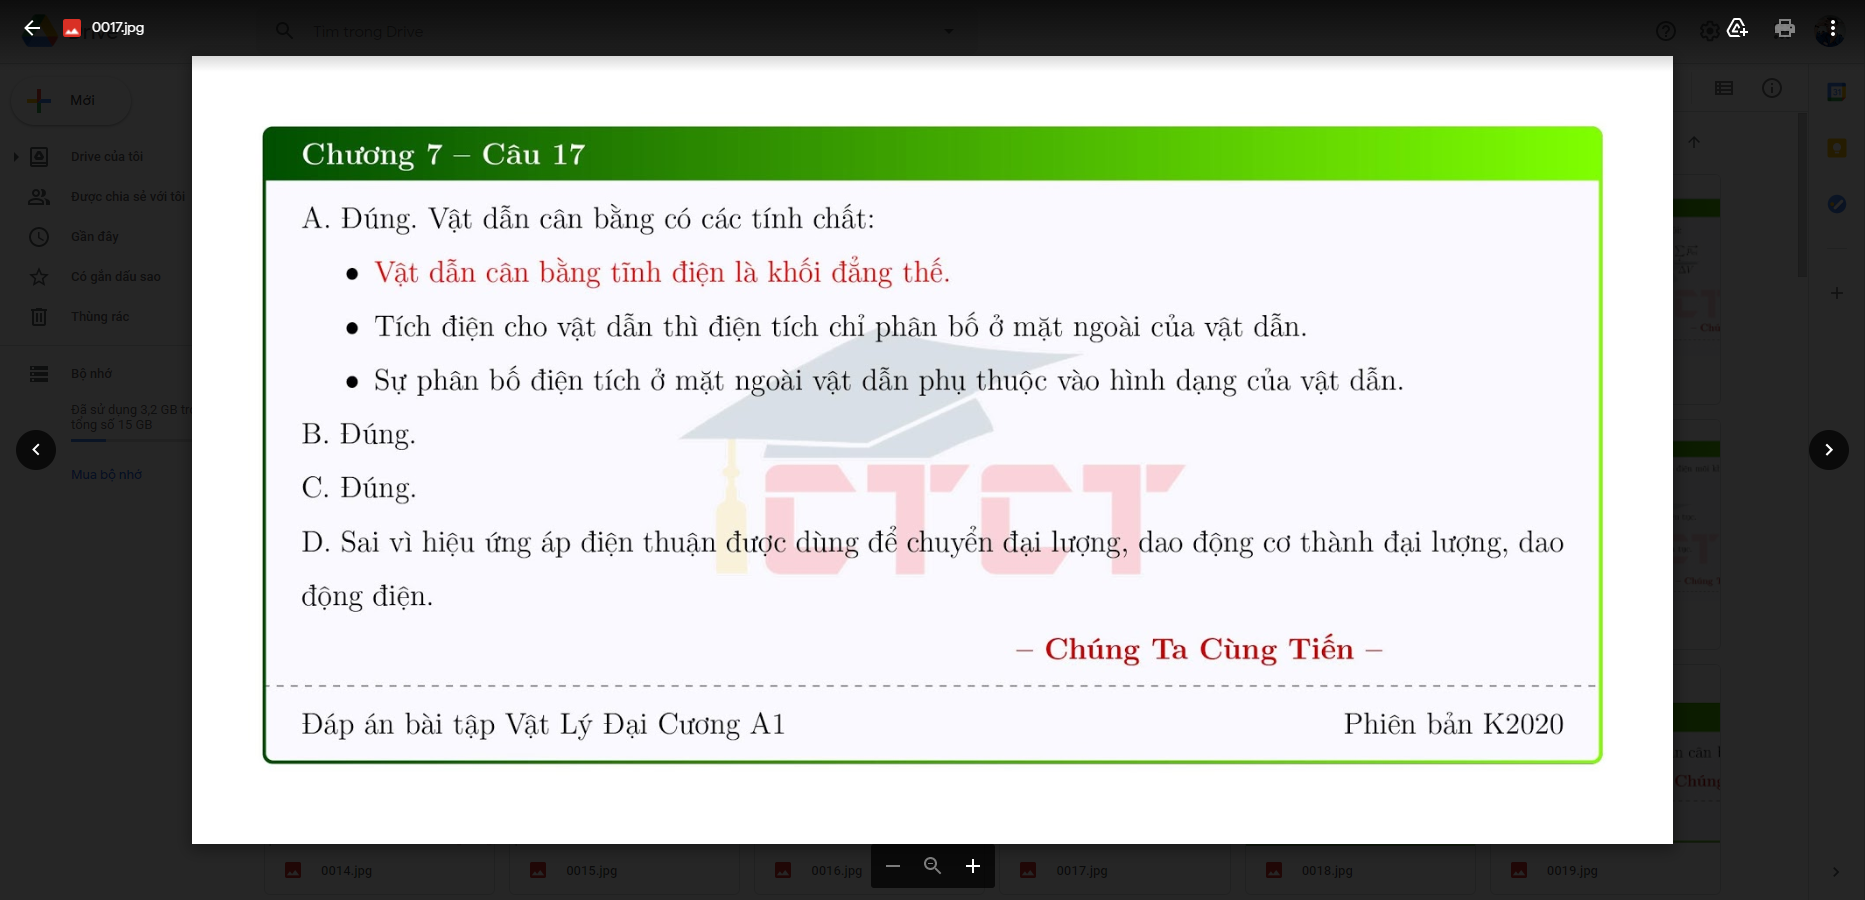 0017.jpg
Tìm trong Drive
Mới
Drive của tôi
Được chia sẻ với tôi
Gần đây
Có gắn dấu sao
Thùng rác
Bộ nhớ
Đã sử dụng 3,2 GB
tổng số 15 GB
Mua bộ nhớ
Chương 7 – Câu 17
A. Đúng. Vật dẫn cân bằng có các tính chất:
• Vật dẫn cân bằng tĩnh điện là khối đẳng thế.
• Tích điện cho vật dẫn thì điện tích chỉ phân bố ở mặt ngoài của vật dẫn.
• Sự phân bố điện tích ở mặt ngoài vật dẫn phụ thuộc vào hình dạng của vật dẫn.
B. Đúng.
C. Đúng.
D. Sai vì hiệu ứng áp điện thuận được dùng để chuyển đại lượng, dao động cơ thành đại lượng, dao
động điện.
CTCT
– Chúng Ta Cùng Tiến –
Đáp án bài tập Vật Lý Đại Cương A1
Phiên bản K2020
0014.jpg
0015.jpg
0016.jpg
0017.jpg
0018.jpg
0019.jpg